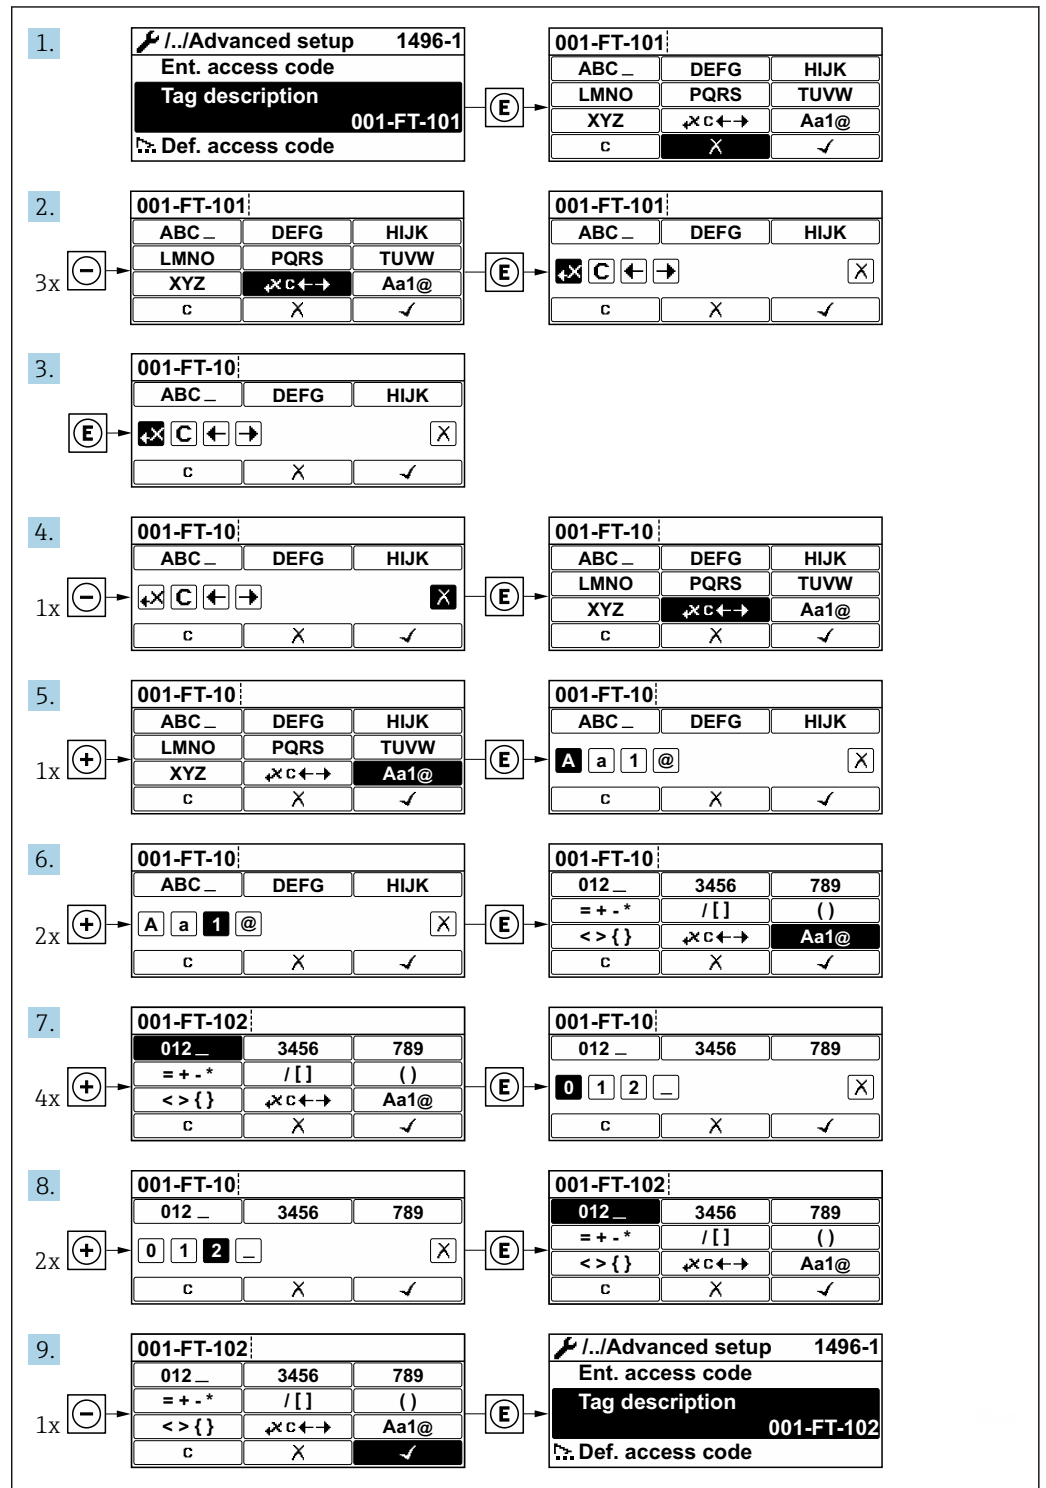 1.
/../Advanced setup 1496-1
Ent. access code
Tag description
001-FT-101
Def. access code
E
001-FT-101
ABC_ DEFG HIJK
LMNO PQRS TUVW
XYZ C Aa1@
C X ✓
2.
3x -
001-FT-101
ABC_ DEFG HIJK
LMNO PQRS TUVW
XYZ C Aa1@
C X ✓
E
001-FT-101
ABC_ DEFG HIJK
C ← → X
C X ✓
3.
E
001-FT-10
ABC_ DEFG HIJK
C ← → X
C X ✓
4.
1x -
001-FT-10
ABC_ DEFG HIJK
C ← → X
C X ✓
E
001-FT-10
ABC_ DEFG HIJK
LMNO PQRS TUVW
XYZ C Aa1@
C X ✓
5.
1x +
001-FT-10
ABC_ DEFG HIJK
LMNO PQRS TUVW
XYZ C Aa1@
C X ✓
E
001-FT-10
ABC_ DEFG HIJK
A a 1 @ X
C X ✓
6.
2x +
001-FT-10
ABC_ DEFG HIJK
A a 1 @ X
C X ✓
E
001-FT-10
012_ 3456 789
= + - * / [ ] ( )
< > { } C Aa1@
C X ✓
7.
4x +
001-FT-102
012_ 3456 789
= + - * / [ ] ( )
< > { } C Aa1@
C X ✓
E
001-FT-10
012_ 3456 789
0 1 2 _ X
C X ✓
8.
2x +
001-FT-10
012_ 3456 789
0 1 2 _ X
C X ✓
E
001-FT-102
012_ 3456 789
= + - * / [ ] ( )
< > { } C Aa1@
C X ✓
9.
1x -
001-FT-102
012_ 3456 789
= + - * / [ ] ( )
< > { } C Aa1@
C X ✓
E
/../Advanced setup 1496-1
Ent. access code
Tag description
001-FT-102
Def. access code